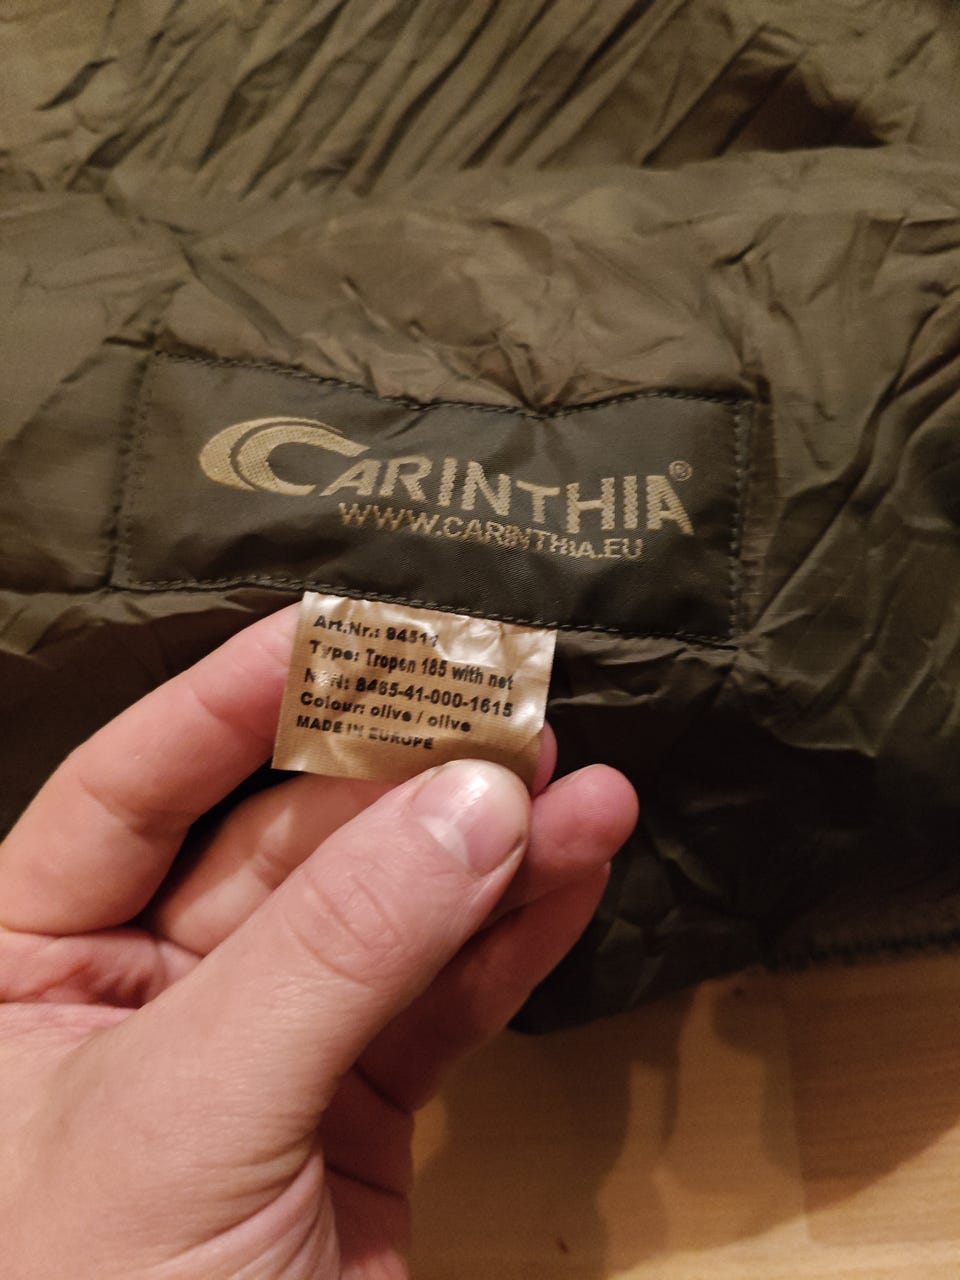 CARINTHIA®
WWW.CARINTHIA.EU
Art.Nr.: 94511
Type: Tropen 185 with net
NSN: 8465-41-000-1615
Colour: olive / olive
MADE IN EUROPE